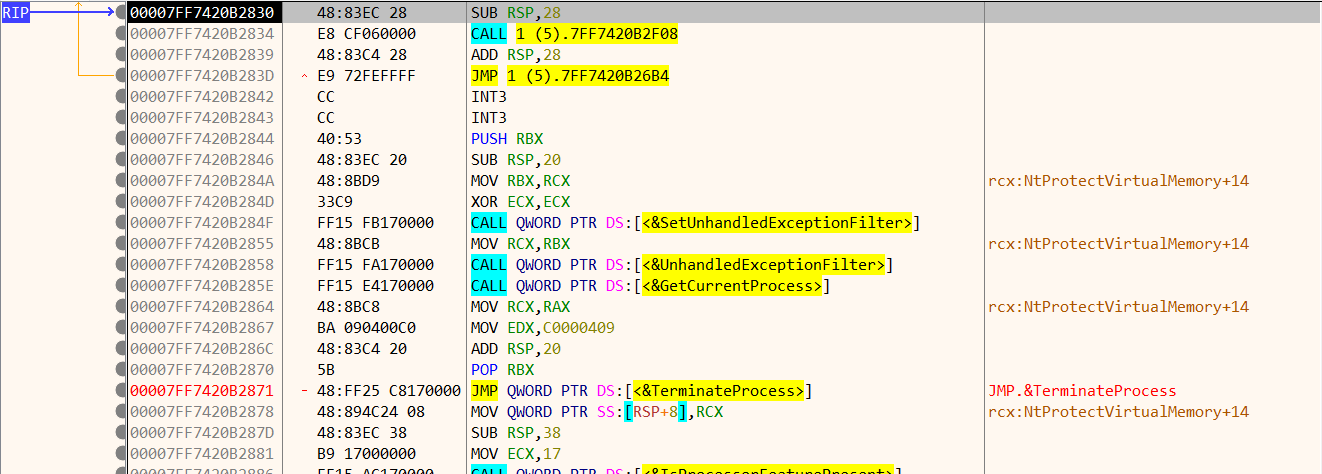 RIP 00007FF7420B2830 48:83EC 28 SUB RSP,28
00007FF7420B2834 E8 CF060000 CALL 1 (5).7FF7420B2F08
00007FF7420B2839 48:83C4 28 ADD RSP,28
00007FF7420B283D ^ E9 72FEFFFF JMP 1 (5).7FF7420B26B4
00007FF7420B2842 CC INT3
00007FF7420B2843 CC INT3
00007FF7420B2844 40:53 PUSH RBX
00007FF7420B2846 48:83EC 20 SUB RSP,20
00007FF7420B284A 48:8BD9 MOV RBX,RCX rcx:NtProtectVirtualMemory+14
00007FF7420B284D 33C9 XOR ECX,ECX
00007FF7420B284F FF15 FB170000 CALL QWORD PTR DS:[<&SetUnhandledExceptionFilter>]
00007FF7420B2855 48:8BCB MOV RCX,RBX rcx:NtProtectVirtualMemory+14
00007FF7420B2858 FF15 FA170000 CALL QWORD PTR DS:[<&UnhandledExceptionFilter>]
00007FF7420B285E FF15 E4170000 CALL QWORD PTR DS:[<&GetCurrentProcess>]
00007FF7420B2864 48:8BC8 MOV RCX,RAX rcx:NtProtectVirtualMemory+14
00007FF7420B2867 BA 090400C0 MOV EDX,C0000409
00007FF7420B286C 48:83C4 20 ADD RSP,20
00007FF7420B2870 5B POP RBX
00007FF7420B2871 - 48:FF25 C8170000 JMP QWORD PTR DS:[<&TerminateProcess>] JMP.&TerminateProcess
00007FF7420B2878 48:894C24 08 MOV QWORD PTR SS:[RSP+8],RCX rcx:NtProtectVirtualMemory+14
00007FF7420B287D 48:83EC 38 SUB RSP,38
00007FF7420B2881 B9 17000000 MOV ECX,17
00007FF7420B2886 FF15 AC170000 CALL QWORD PTR DS:[<&IsProcessorFeaturePresent>]